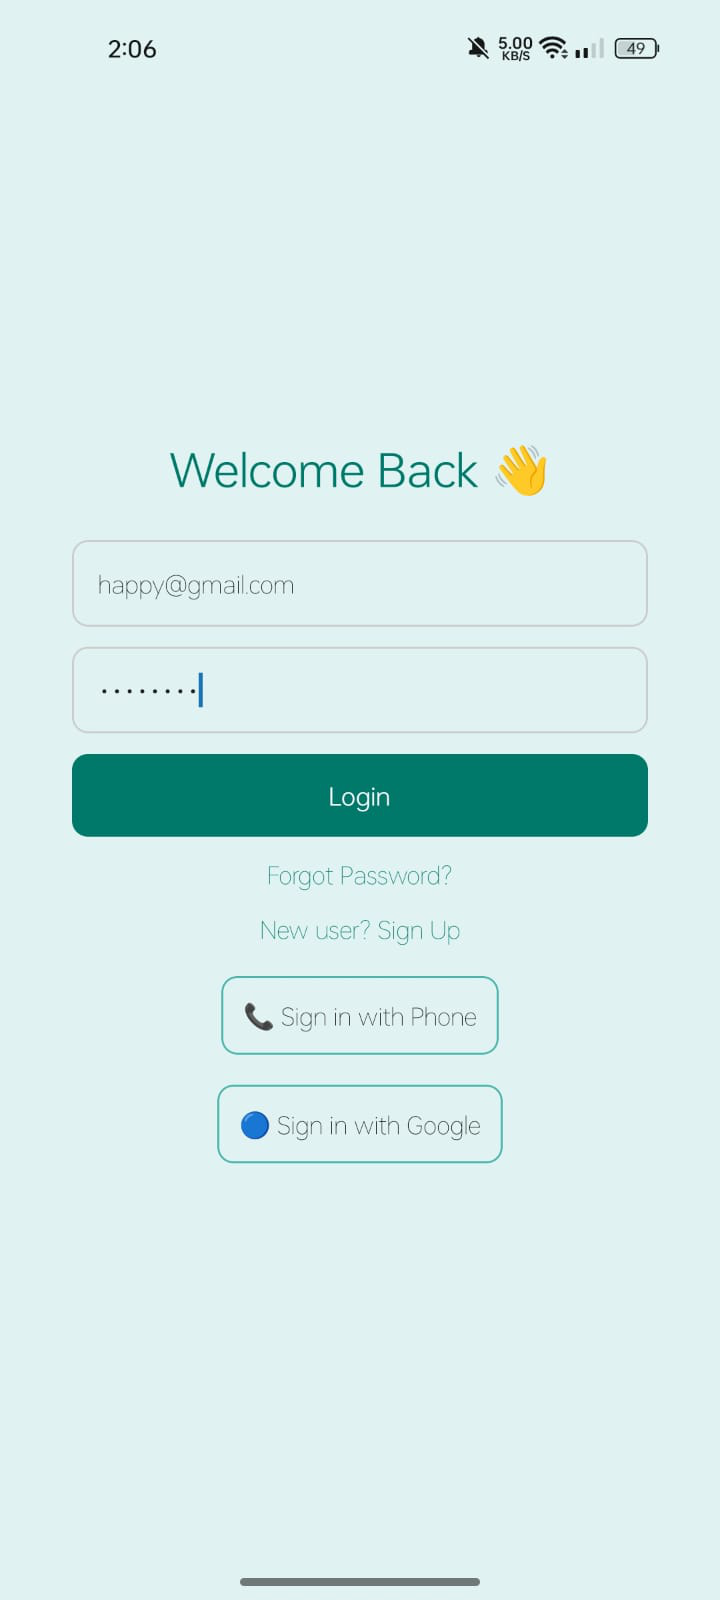 2:06
5.00
KB/S
49
Welcome Back 👋
happy@gmail.com
········
Login
Forgot Password?
New user? Sign Up
📞 Sign in with Phone
🔵 Sign in with Google